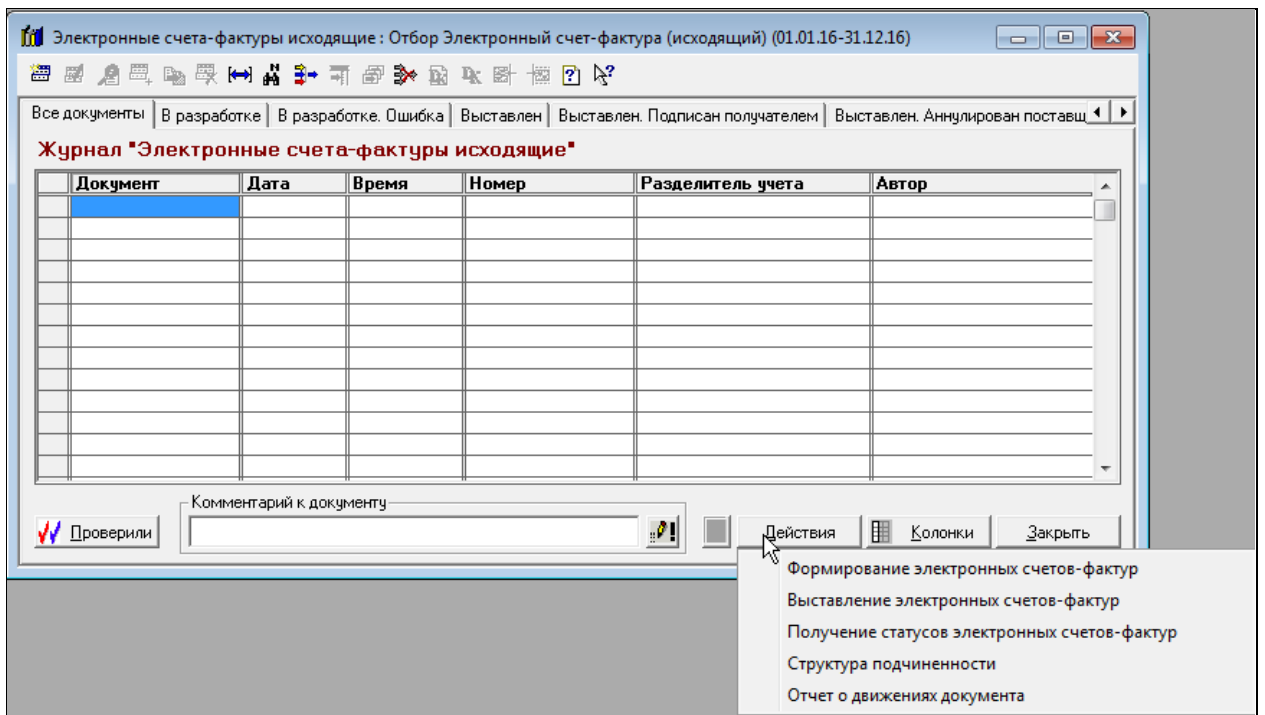 Электронные счета-фактуры исходящие : Отбор Электронный счет-фактура (исходящий) (01.01.16-31.12.16)
Все документы В разработке В разработке. Ошибка Выставлен Выставлен. Подписан получателем Выставлен. Аннулирован поставщ
Журнал "Электронные счета-фактуры исходящие"
Документ Дата Время Номер Разделитель учета Автор
Комментарий к документу
Проверили Действия Колонки Закрыть
Формирование электронных счетов-фактур
Выставление электронных счетов-фактур
Получение статусов электронных счетов-фактур
Структура подчиненности
Отчет о движениях документа